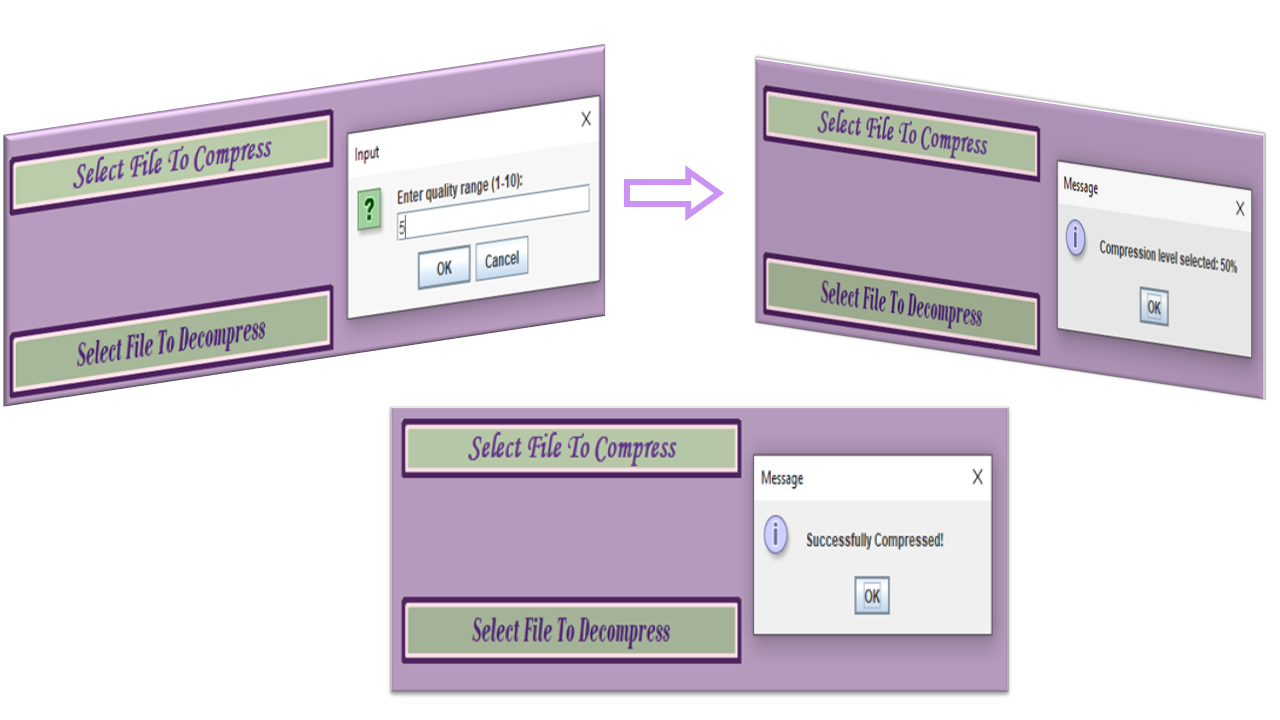 Select File To Compress
Select File To Decompress
Input
X
?
Enter quality range (1-10):
5
OK
Cancel
Select File To Compress
Select File To Decompress
Message
X
i
Compression level selected: 50%
OK
Select File To Compress
Select File To Decompress
Message
X
i
Successfully Compressed!
OK